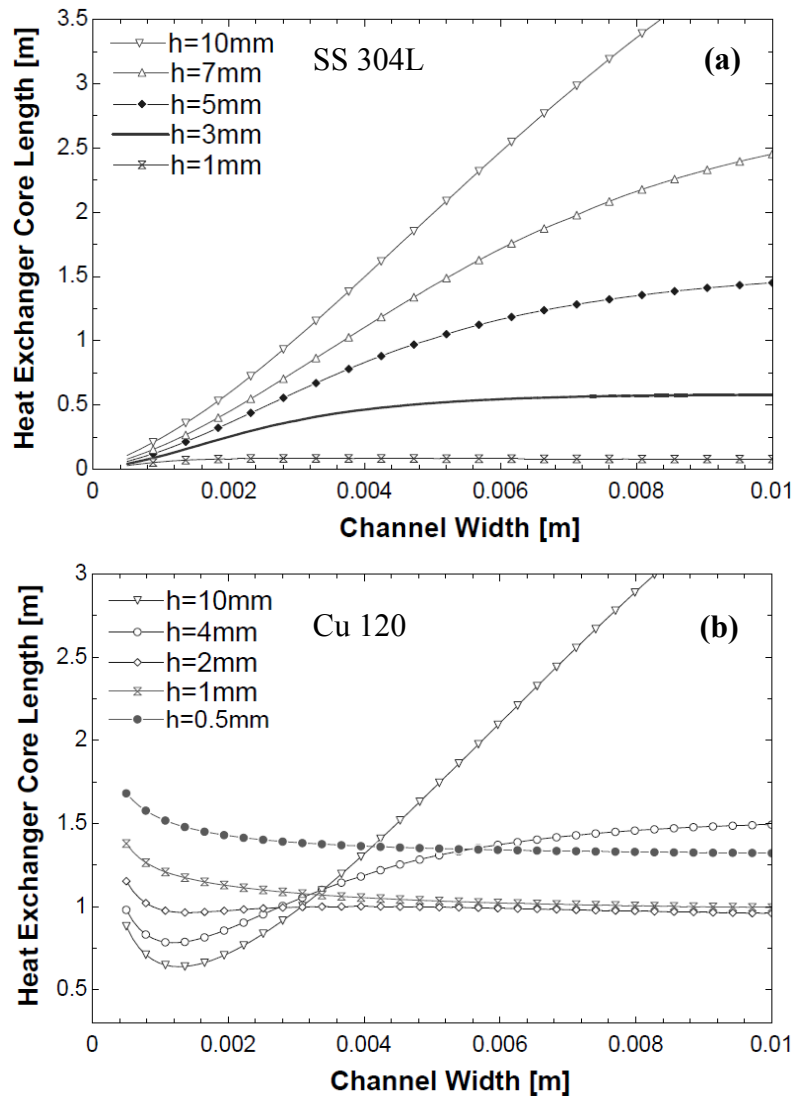 3.5
h=10mm
SS 304L
(a)
h=7mm
3
h=5mm
h=3mm
2.5
h=1mm
2
1.5
1
0.5
0
Heat Exchanger Core Length [m]
0
0.002
0.004
0.006
0.008
0.01
Channel Width [m]
3
h=10mm
Cu 120
(b)
h=4mm
h=2mm
2.5
h=1mm
h=0.5mm
2
1.5
1
0.5
Heat Exchanger Core Length [m]
0
0.002
0.004
0.006
0.008
0.01
Channel Width [m]